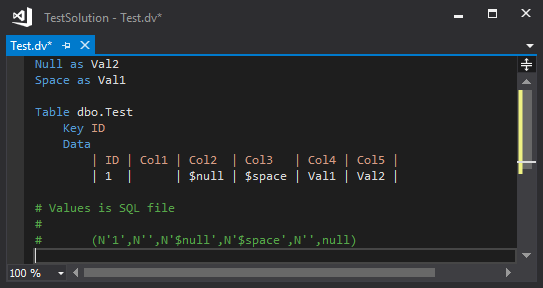 TestSolution - Test.dv*
Test.dv*
Null as Val2
Space as Val1
Table dbo.Test
Key ID
Data
| ID | Col1 | Col2 | Col3 | Col4 | Col5 |
| 1 | | $null | $space | Val1 | Val2 |
# Values is SQL file
#
# (N'1',N'',N'$null',N'$space',N'',null)
100 %